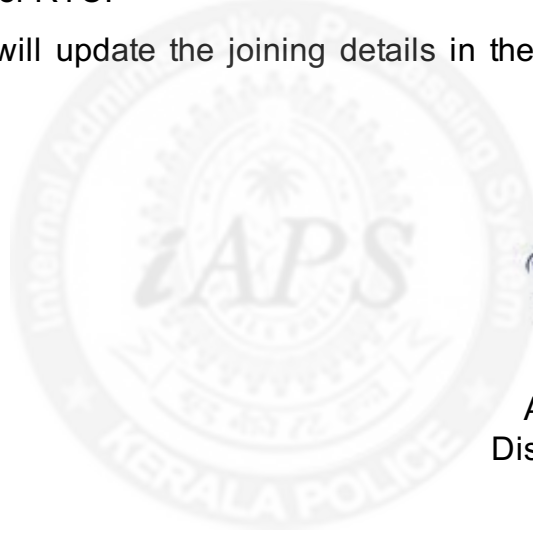 will update the joining details in the
Internal Administrative Processing System
iAPS
KERALA POLICE
Dis